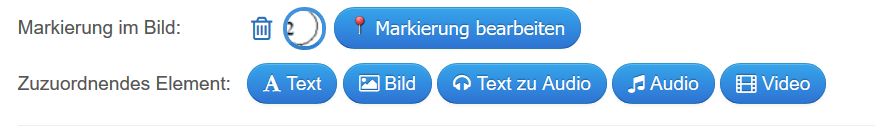 Markierung im Bild: 2 Markierung bearbeiten
Zuzuordnendes Element: Text Bild Text zu Audio Audio Video